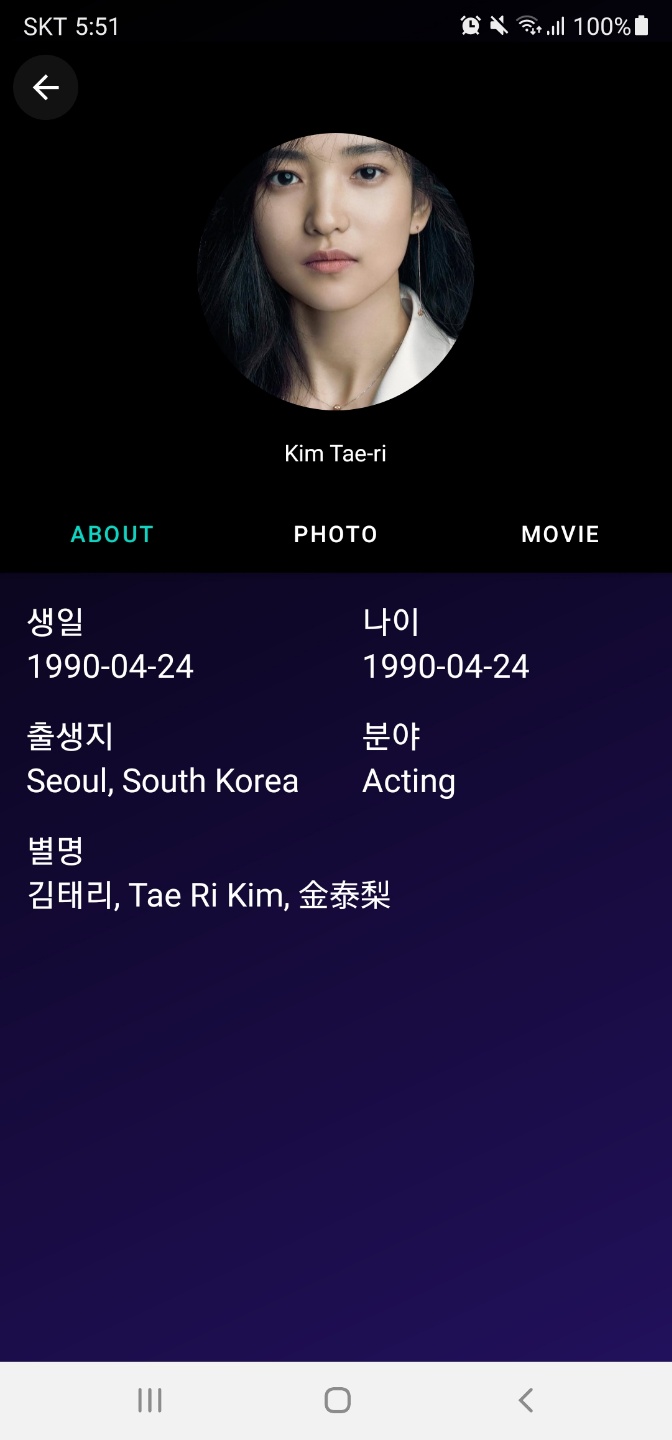 SKT 5:51
100%
Kim Tae-ri
ABOUT
PHOTO
MOVIE
생일
1990-04-24
나이
1990-04-24
출생지
Seoul, South Korea
분야
Acting
별명
김태리, Tae Ri Kim, 金泰梨